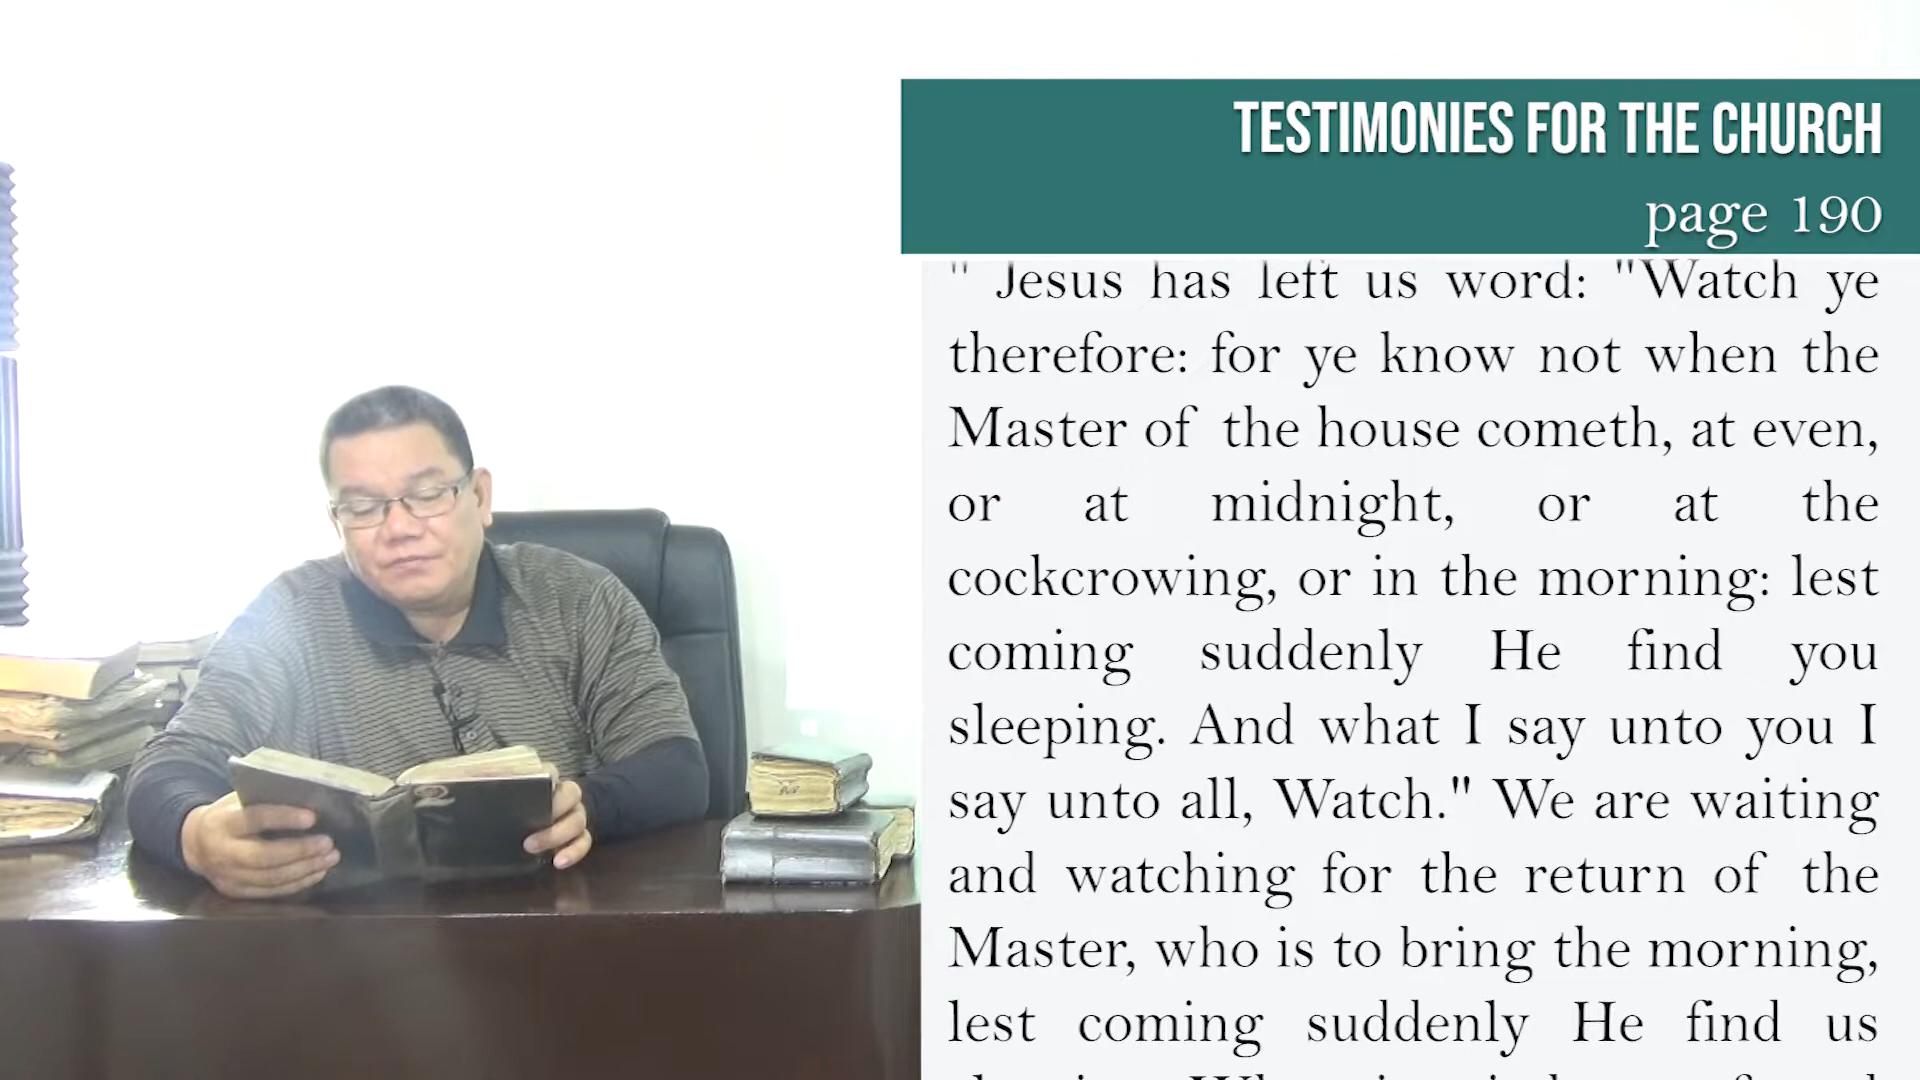 TESTIMONIES FOR THE CHURCH
page 190
" Jesus has left us word: "Watch ye
therefore: for ye know not when the
Master of the house cometh, at even,
or at midnight, or at the
cockcrowing, or in the morning: lest
coming suddenly He find you
sleeping. And what I say unto you I
say unto all, Watch." We are waiting
and watching for the return of the
Master, who is to bring the morning,
lest coming suddenly He find us